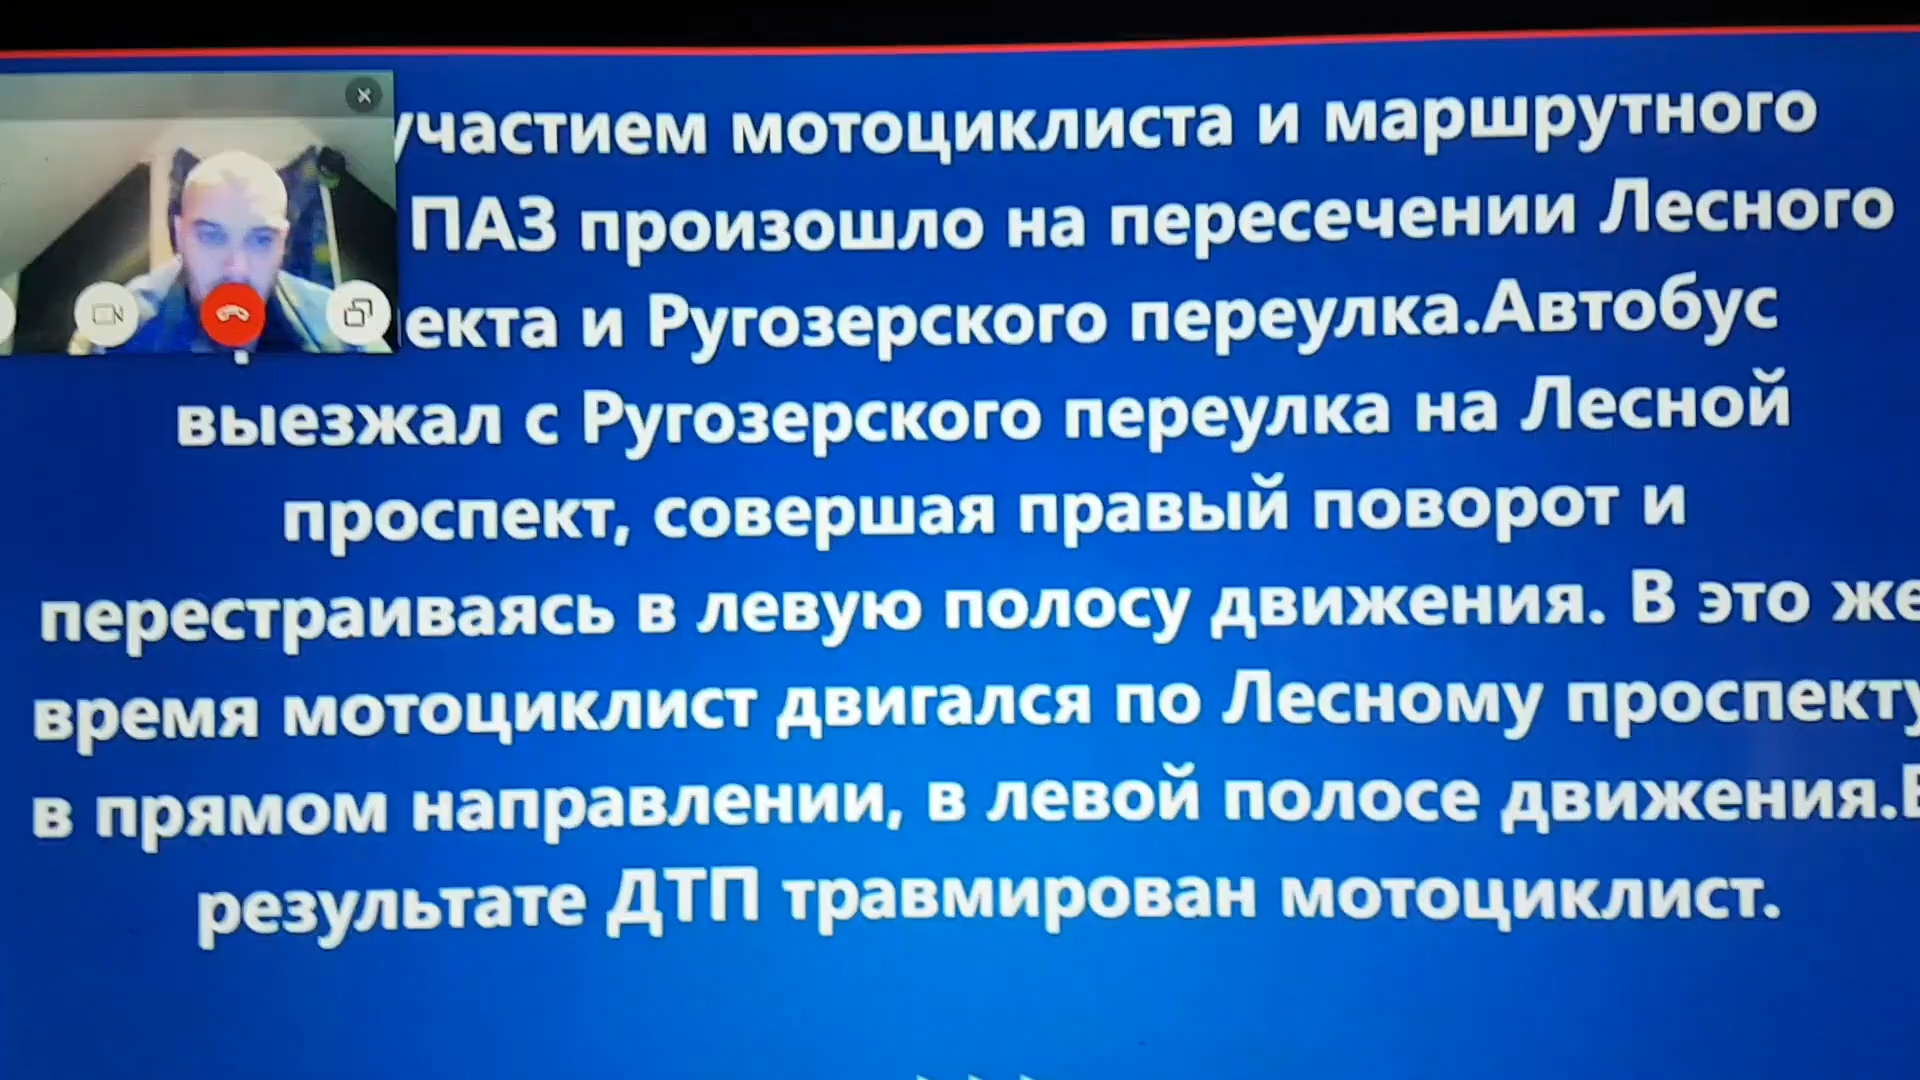 участием мотоциклиста и маршрутного
ПАЗ произошло на пересечении Лесного
екта и Ругозерского переулка.Автобус
выезжал с Ругозерского переулка на Лесной
проспект, совершая правый поворот и
перестраиваясь в левую полосу движения. В это же
время мотоциклист двигался по Лесному проспекту
в прямом направлении, в левой полосе движения.В
результате ДТП травмирован мотоциклист.